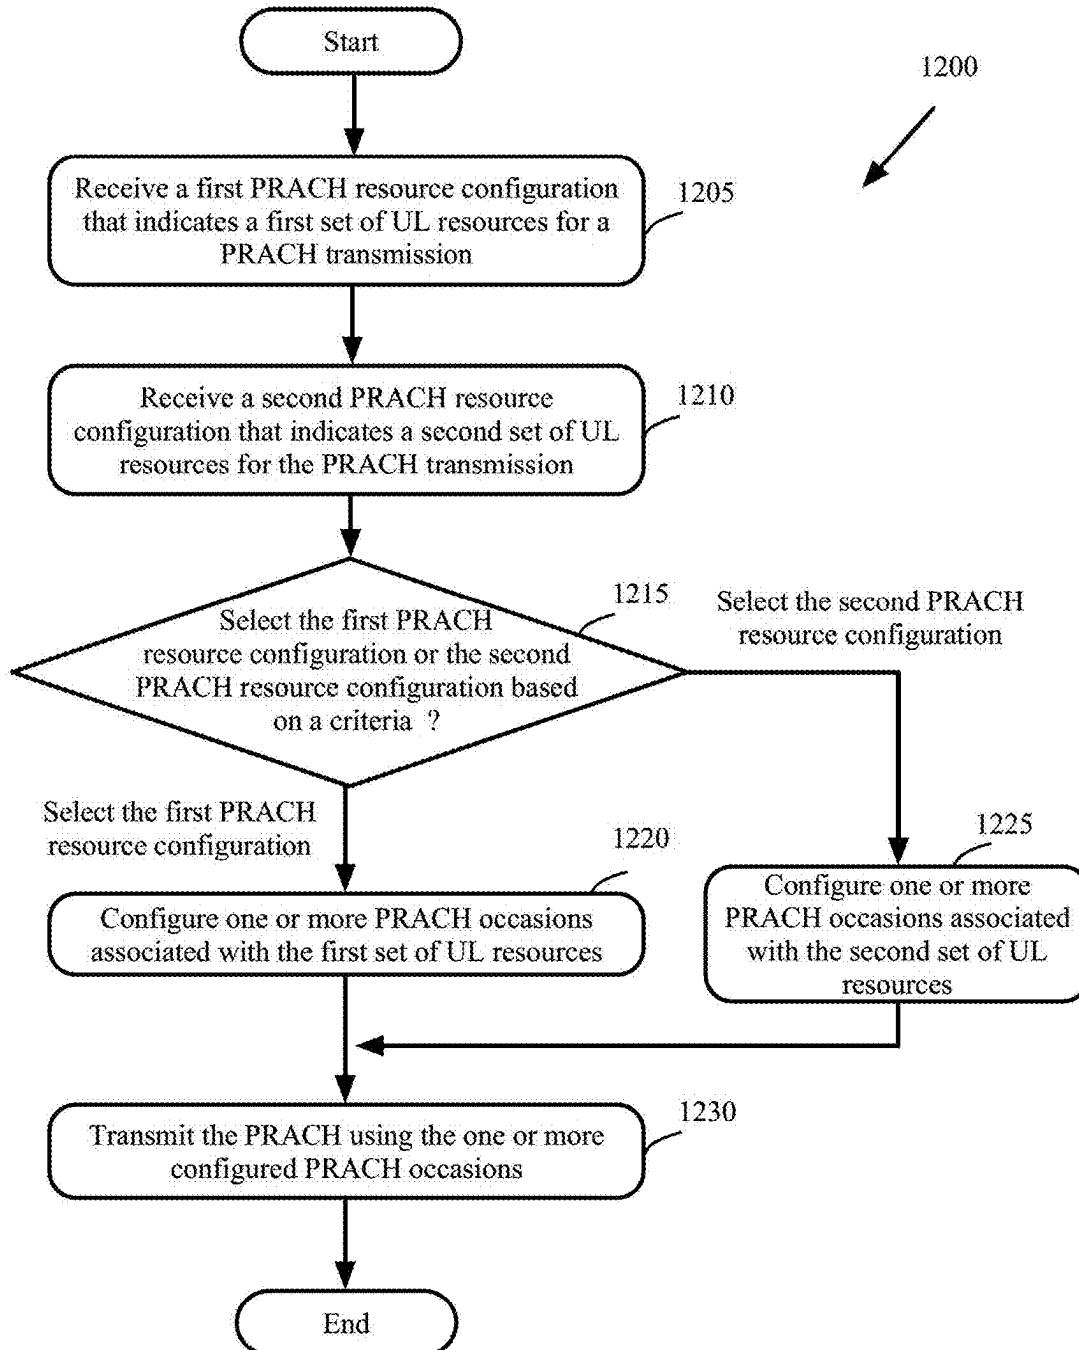 Start
1200
Receive a first PRACH resource configuration
that indicates a first set of UL resources for a
PRACH transmission
1205
Receive a second PRACH resource
configuration that indicates a second set of UL
resources for the PRACH transmission
1210
Select the first PRACH
resource configuration or the second
PRACH resource configuration based
on a criteria ?
1215
Select the second PRACH
resource configuration
Select the first PRACH
resource configuration
1220
Configure one or more PRACH occasions
associated with the first set of UL resources
1225
Configure one or more
PRACH occasions associated
with the second set of UL
resources
Transmit the PRACH using the one or more
configured PRACH occasions
1230
End